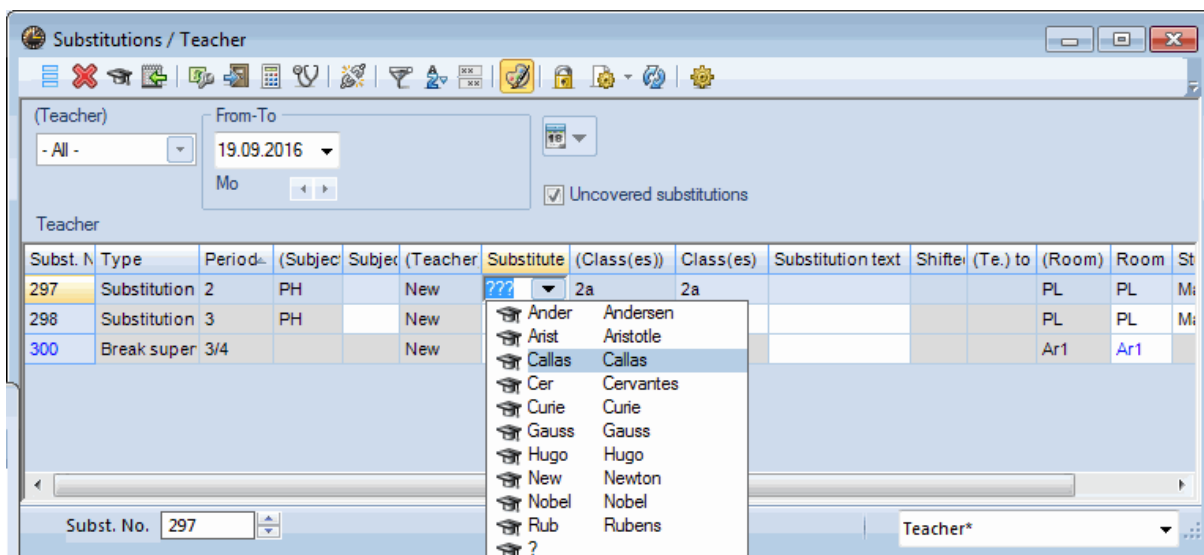 Substitutions / Teacher
(Teacher) From-To
- All - 19.09.2016 18
Mo Uncovered substitutions
Teacher
Subst. N Type Period (Subjec Subjec (Teacher Substitute (Class(es)) Class(es) Substitution text Shifte (Te.) to (Room) Room St
297 Substitution 2 PH New ??? 2a 2a PL PL Ma
298 Substitution 3 PH New PL PL Ma
300 Break super 3/4 New Ar1 Ar1
Ander Andersen
Arist Aristotle
Callas Callas
Cer Cervantes
Curie Curie
Gauss Gauss
Hugo Hugo
New Newton
Nobel Nobel
Rub Rubens
?
Subst. No. 297 Teacher*